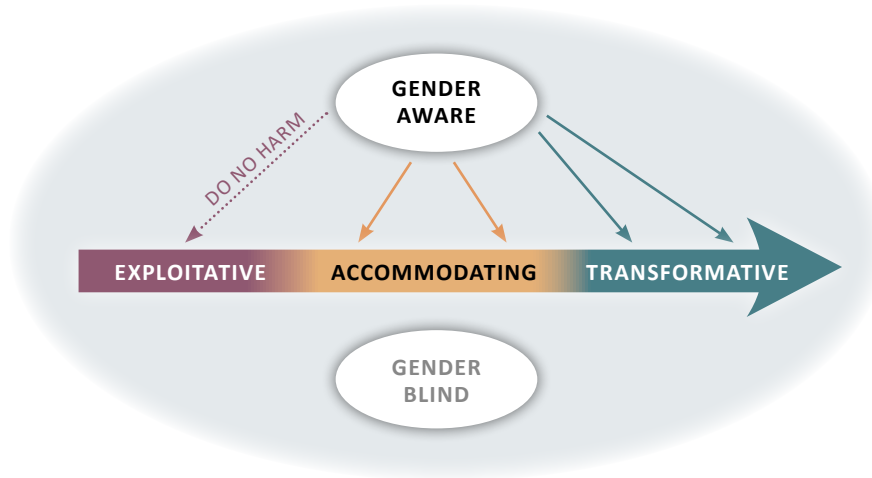 GENDER
AWARE
DO NO HARM
EXPLOITATIVE
ACCOMMODATING
TRANSFORMATIVE
GENDER
BLIND